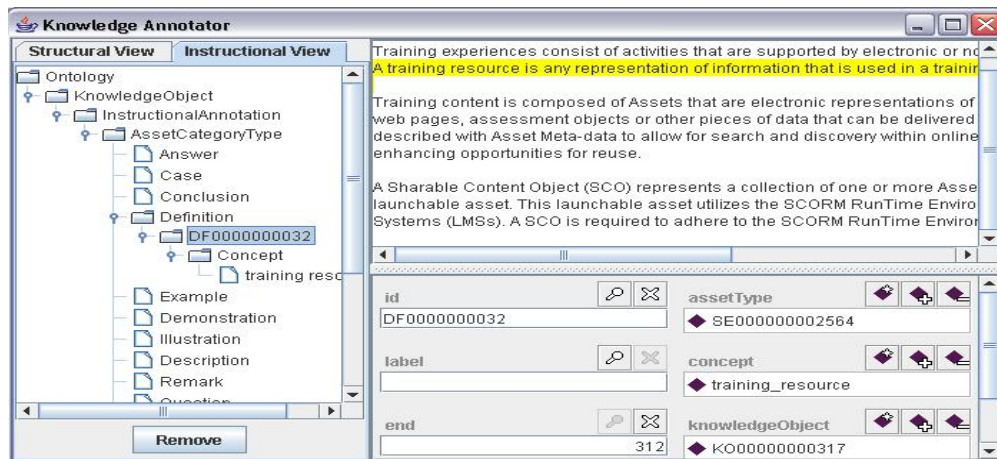 Knowledge Annotator
Structural View
Instructional View
Ontology
KnowledgeObject
InstructionalAnnotation
AssetCategoryType
Answer
Case
Conclusion
Definition
DF0000000032
Concept
training reso
Example
Demonstration
Illustration
Description
Remark
Question
Remove
Training experiences consist of activities that are supported by electronic or no
A training resource is any representation of information that is used in a trainin
Training content is composed of Assets that are electronic representations of
web pages, assessment objects or other pieces of data that can be delivered
described with Asset Meta-data to allow for search and discovery within online
enhancing opportunities for reuse.
A Sharable Content Object (SCO) represents a collection of one or more Asse
launchable asset. This launchable asset utilizes the SCORM RunTime Enviro
Systems (LMSs). A SCO is required to adhere to the SCORM RunTime Environ
id
DF0000000032
assetType
SE000000002564
label
concept
training_resource
end
312
knowledgeObject
KO00000000317